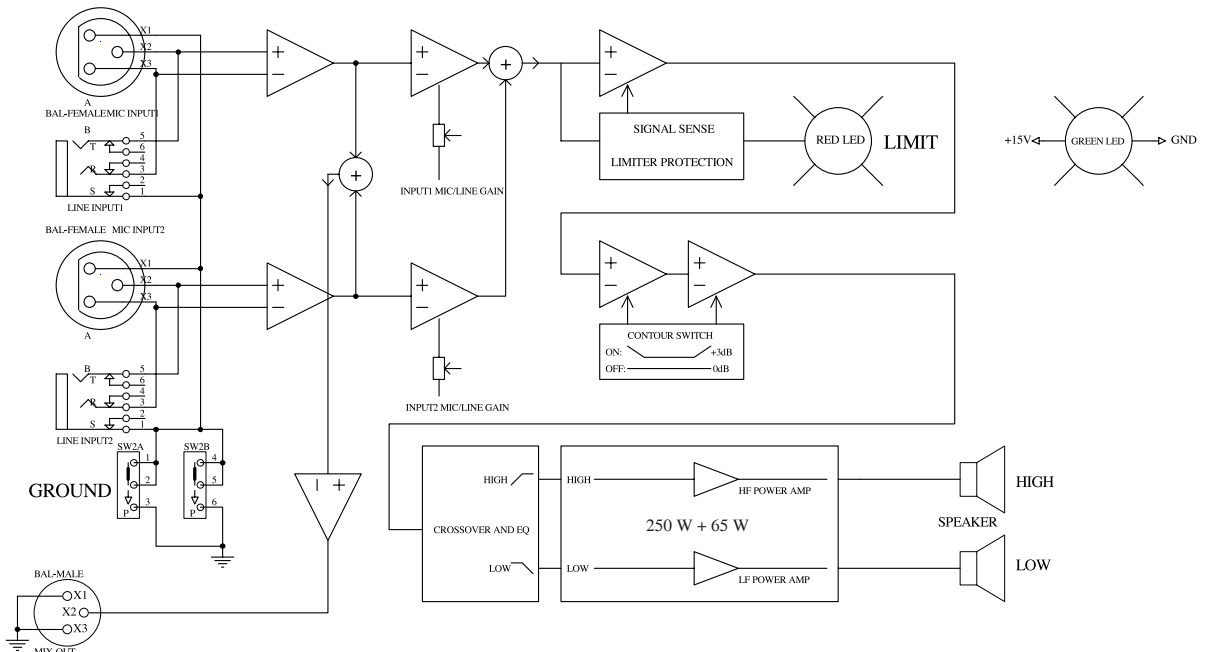 X1
X2
X3
A
BAL-FEMALE MIC INPUT1
B
T
R
S
5
6
4
3
2
1
LINE INPUT1
BAL-FEMALE MIC INPUT2
X1
X2
X3
A
B
T
R
S
5
6
4
3
2
1
LINE INPUT2
SW2A
1
2
3
P
SW2B
4
5
6
P
GROUND
BAL-MALE
X1
X2
X3
MIX OUT
+
−
+
−
+
+
INPUT1 MIC/LINE GAIN
+
−
+
−
INPUT2 MIC/LINE GAIN
− +
+
−
SIGNAL SENSE
LIMITER PROTECTION
RED LED
LIMIT
+15V
GREEN LED
GND
+
−
+
−
CONTOUR SWITCH
ON: +3dB
OFF: 0dB
CROSSOVER AND EQ
HIGH
LOW
HIGH
HF POWER AMP
250 W + 65 W
LOW
LF POWER AMP
HIGH
SPEAKER
LOW